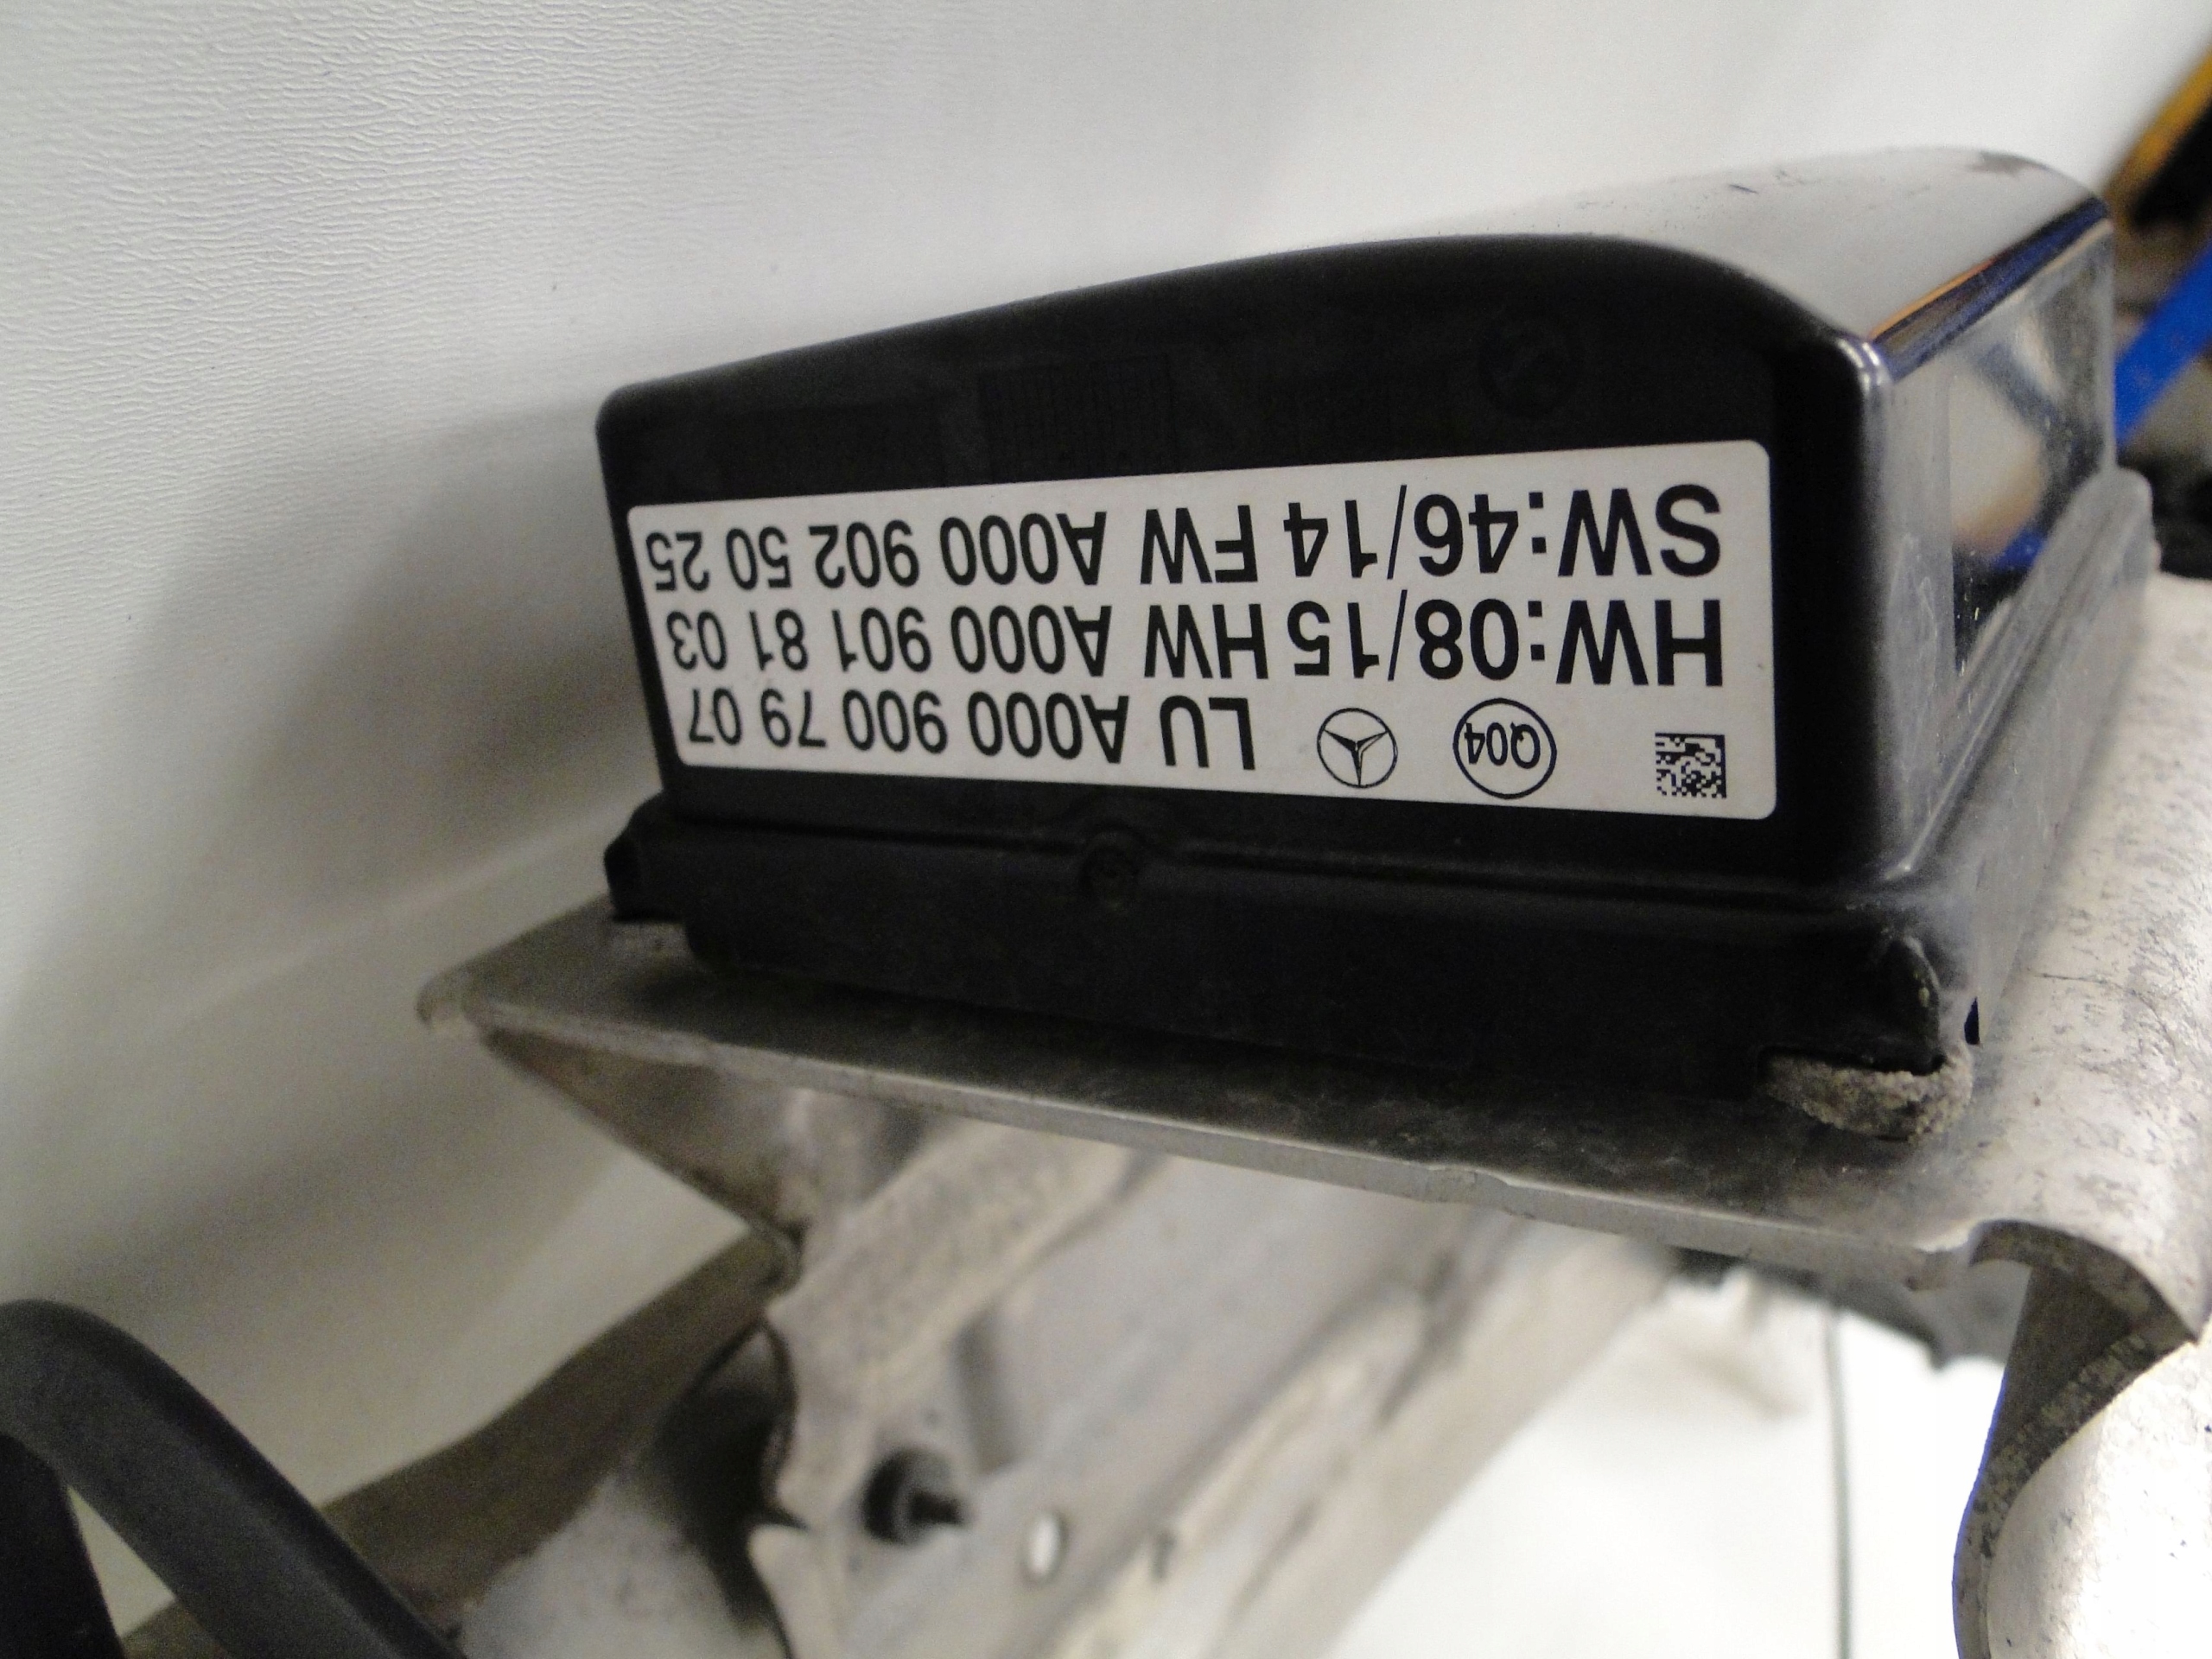 Q04 LU A000 900 79 07
HW:08/15 HW A000 901 81 03
SW:46/14 FW A000 902 50 25